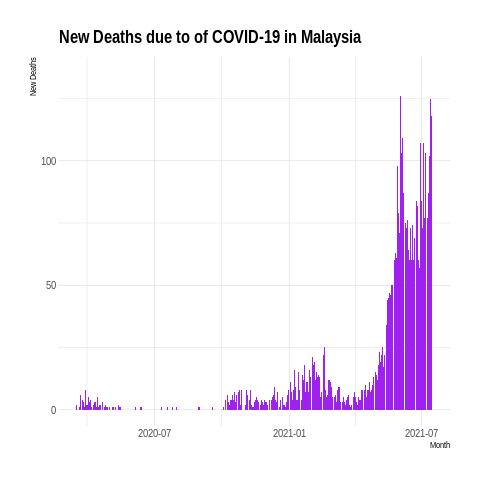 New Deaths due to of COVID-19 in Malaysia
New Deaths
100
50
0
2020-07
2021-01
2021-07
Month